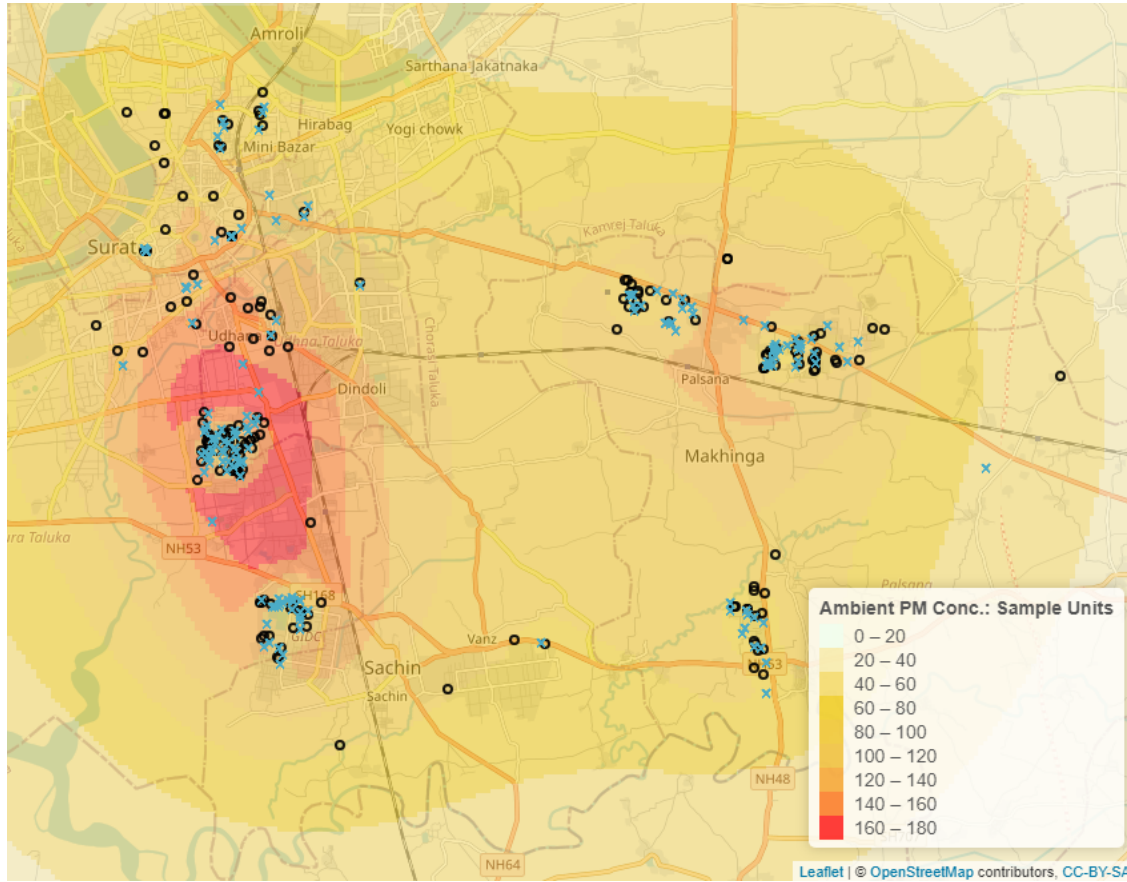 Amroli
Sarthana Jakatnaka
Hirabag
Yogi chowk
Mini Bazar
Kamrej Taluka
Surat
Chorasi Taluka
Dindoli
Palsana
Makhinga
NH53
SH168
GIDC
Vanz
Sachin
Sachin
Palsana
NH48
NH64
Ambient PM Conc.: Sample Units
0 – 20
20 – 40
40 – 60
60 – 80
80 – 100
100 – 120
120 – 140
140 – 160
160 – 180
Leaflet | © OpenStreetMap contributors, CC-BY-SA